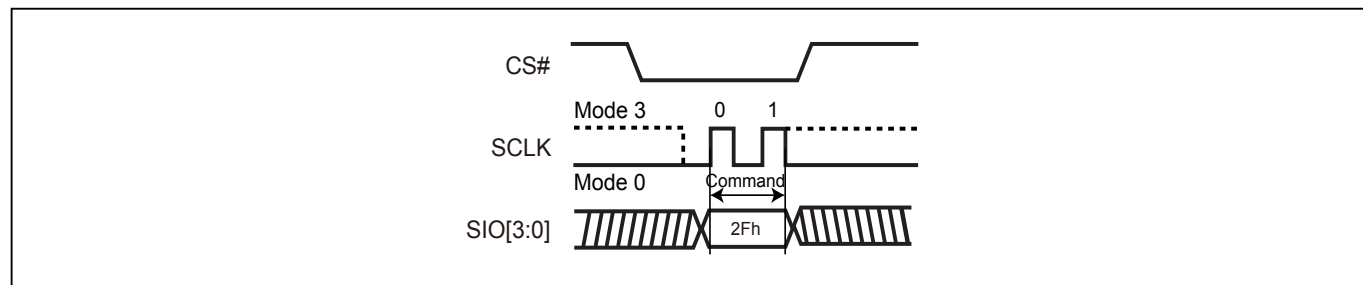 CS#
Mode 3 0 1
SCLK
Mode 0 Command
SIO[3:0] 2Fh